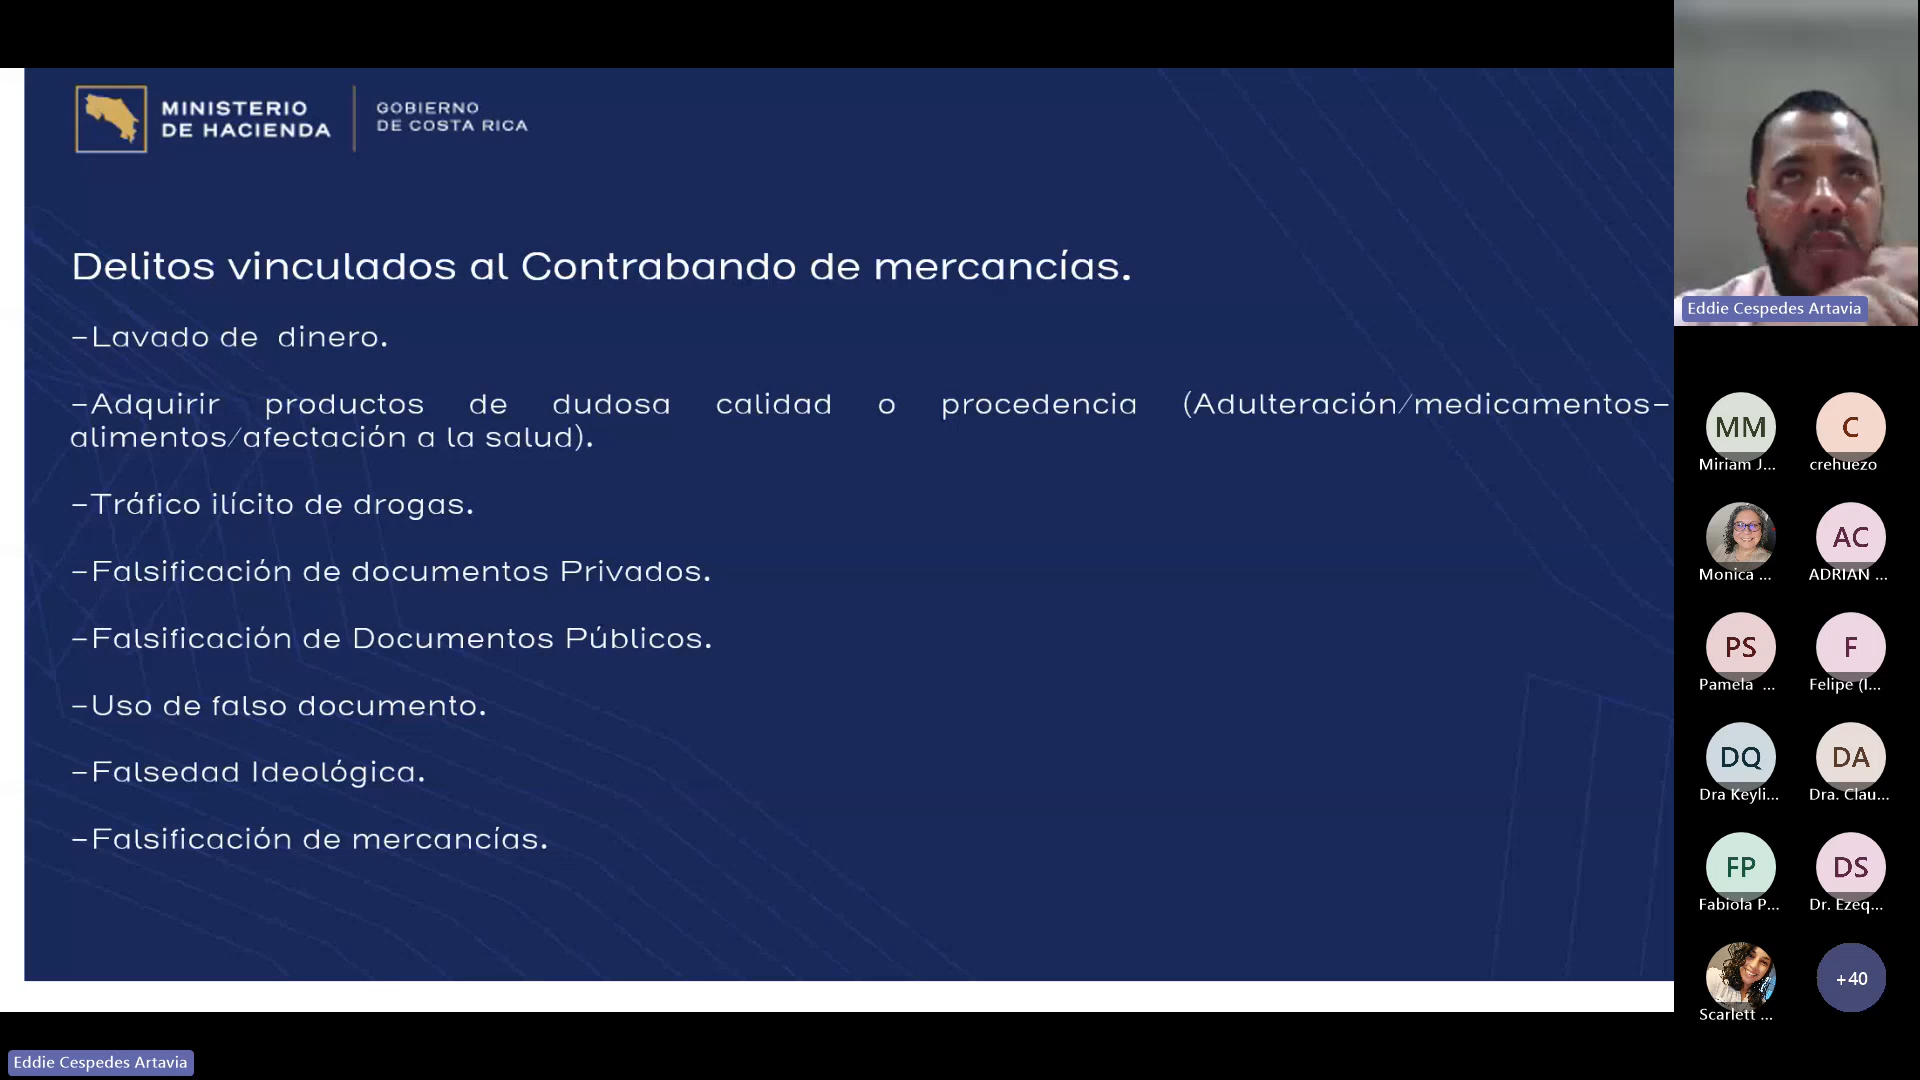 MINISTERIO
DE HACIENDA
GOBIERNO
DE COSTA RICA
Delitos vinculados al Contrabando de mercancías.
-Lavado de dinero.
-Adquirir productos de dudosa calidad o procedencia (Adulteración/medicamentos-
alimentos/afectación a la salud).
-Tráfico ilícito de drogas.
-Falsificación de documentos Privados.
-Falsificación de Documentos Públicos.
-Uso de falso documento.
-Falsedad Ideológica.
-Falsificación de mercancías.
Eddie Cespedes Artavia
MM
Miriam J...
C
crehuezo
Monica ...
AC
ADRIAN ...
PS
Pamela ...
F
Felipe (I...
DQ
Dra Keyli...
DA
Dra. Clau...
FP
Fabiola P...
DS
Dr. Ezeq...
Scarlett ...
+40
Eddie Cespedes Artavia